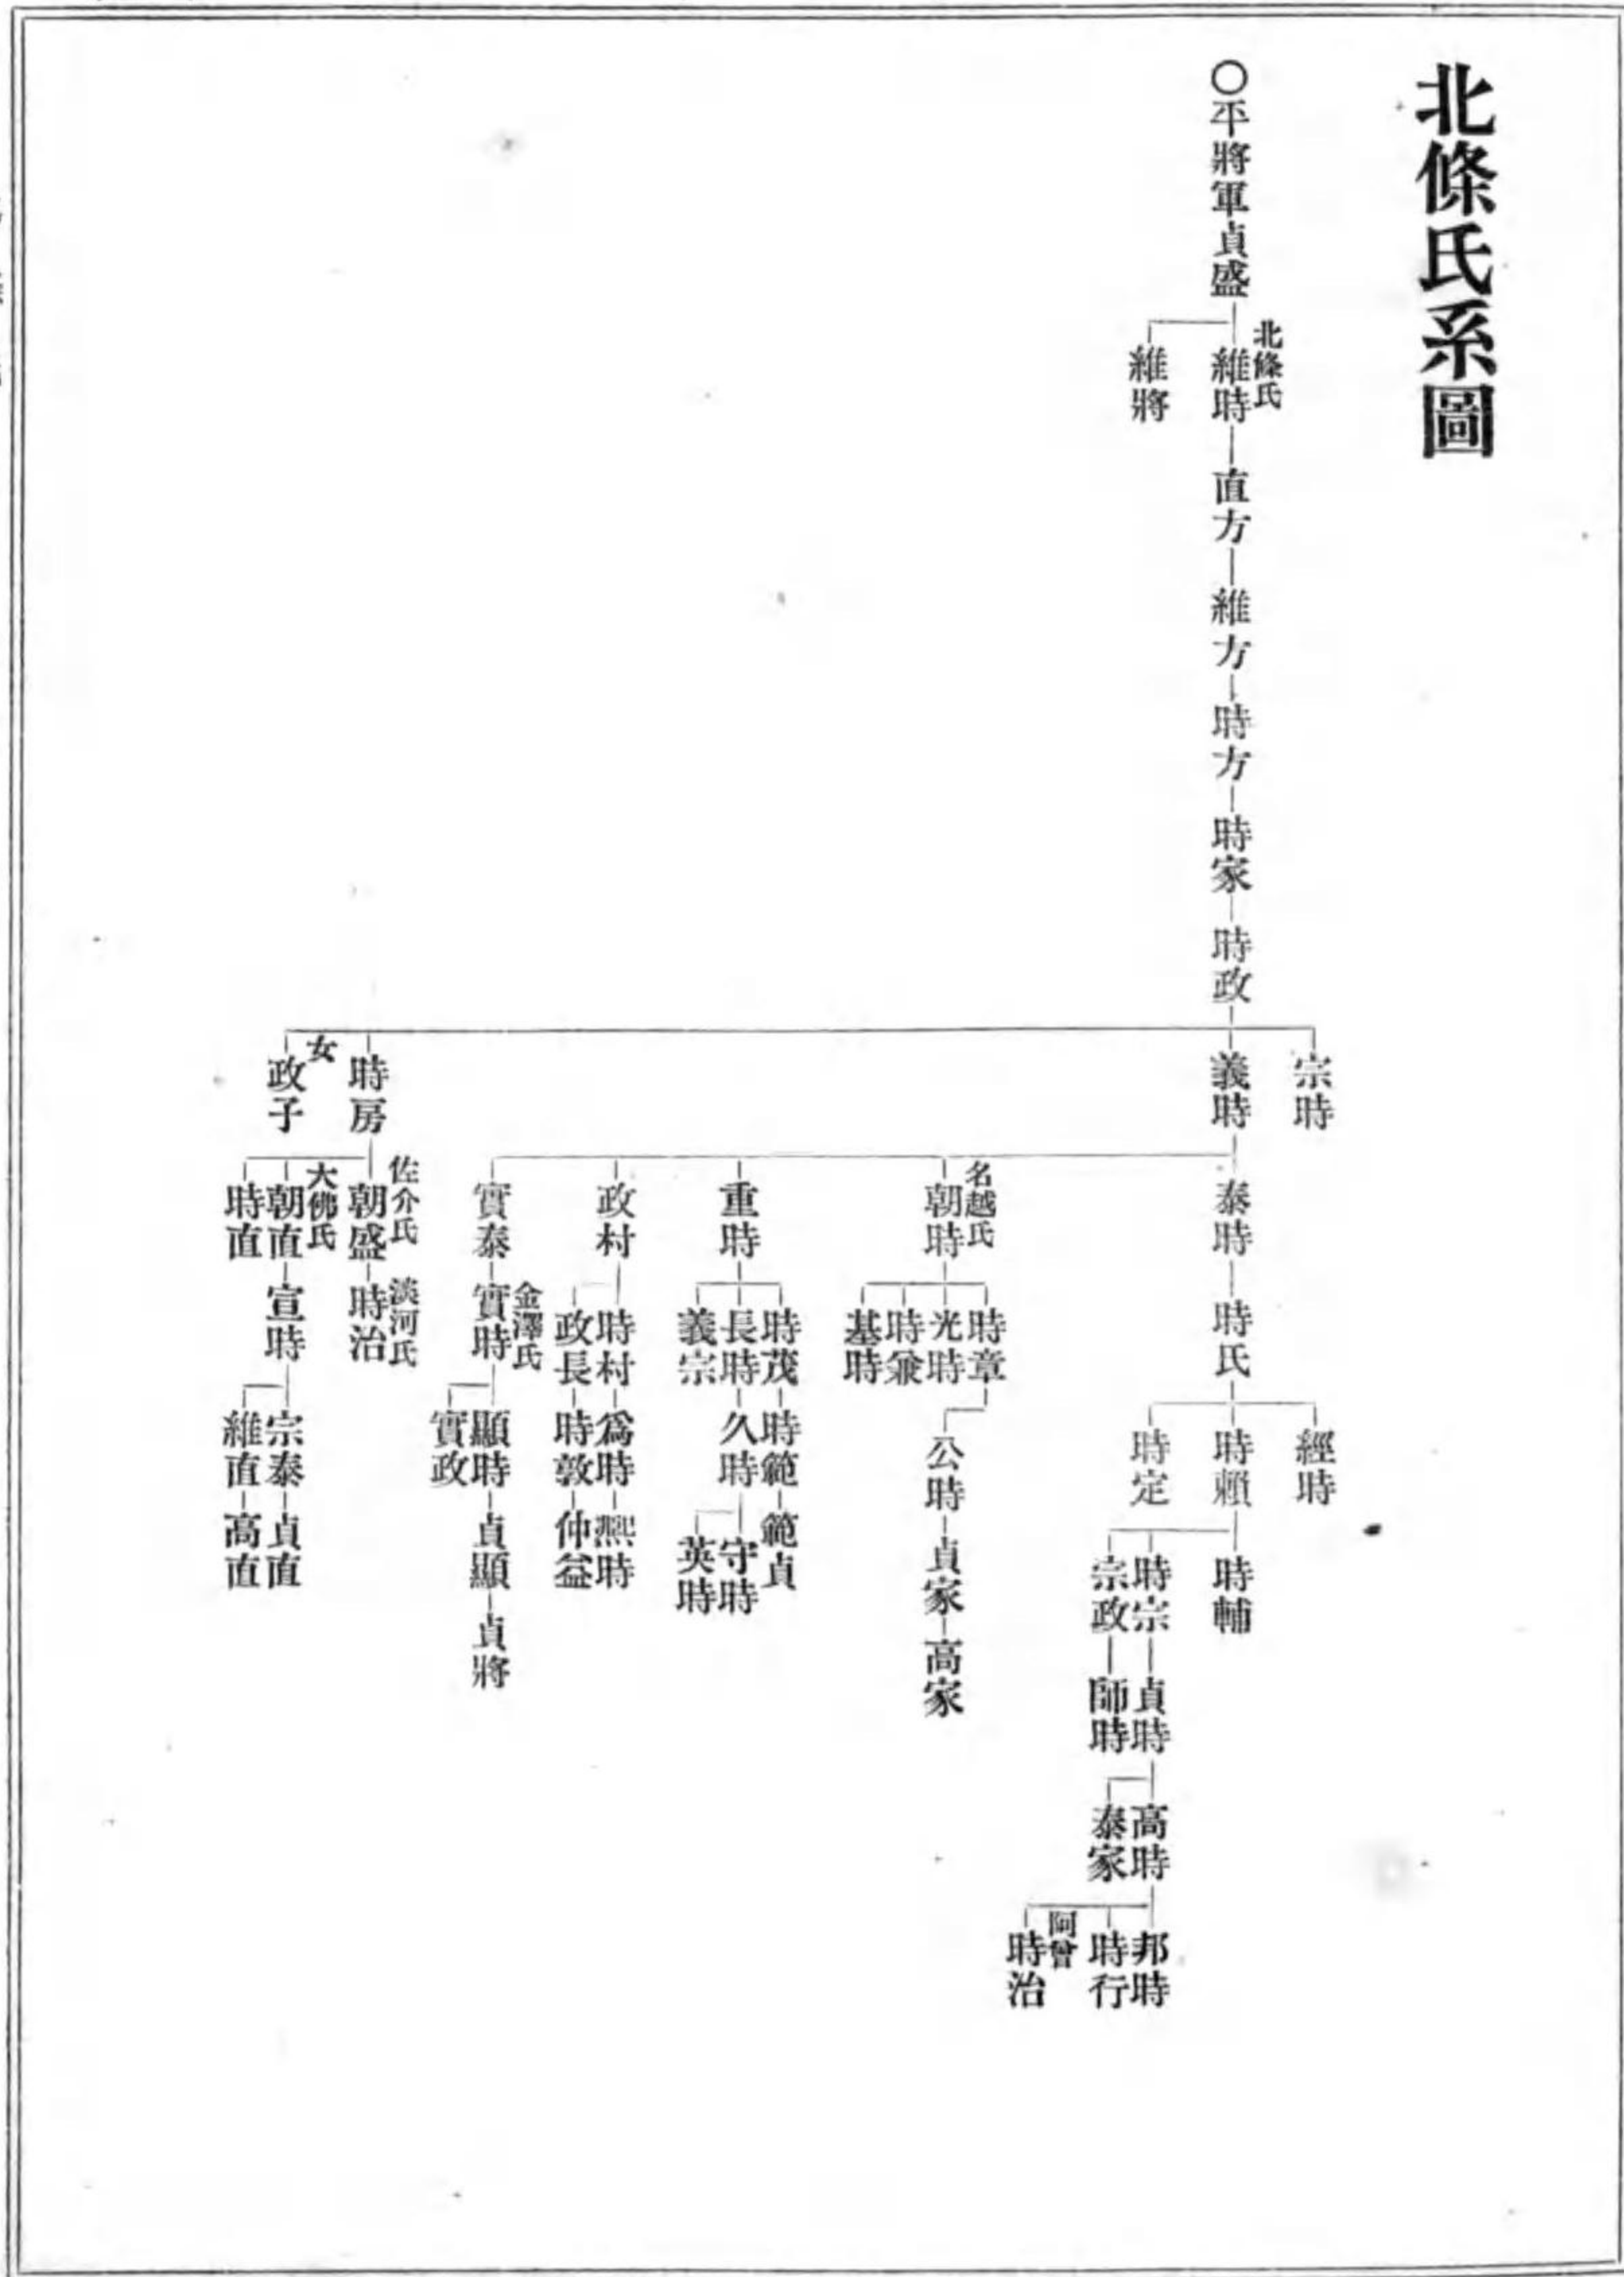 北條氏系圖
○平將軍貞盛
北條氏
維時
直方
維方
時方
時家
時政
維將
宗時
義時
泰時
時氏
經時
時賴
時輔
時宗
貞時
高時
邦時
時行
阿曾
時治
泰家
宗政
師時
時定
名越氏
朝時
時章
公時
貞家
高家
光時
時兼
基時
重時
時茂
時範
範貞
長時
久時
守時
英時
義宗
政村
時村
爲時
熙時
政長
時敦
仲益
實泰
金澤氏
實時
顯時
貞顯
貞將
實政
時房
佐介氏
朝盛
淡河氏
時治
大佛氏
朝直
宣時
宗泰
貞直
維直
高直
時直
女
政子